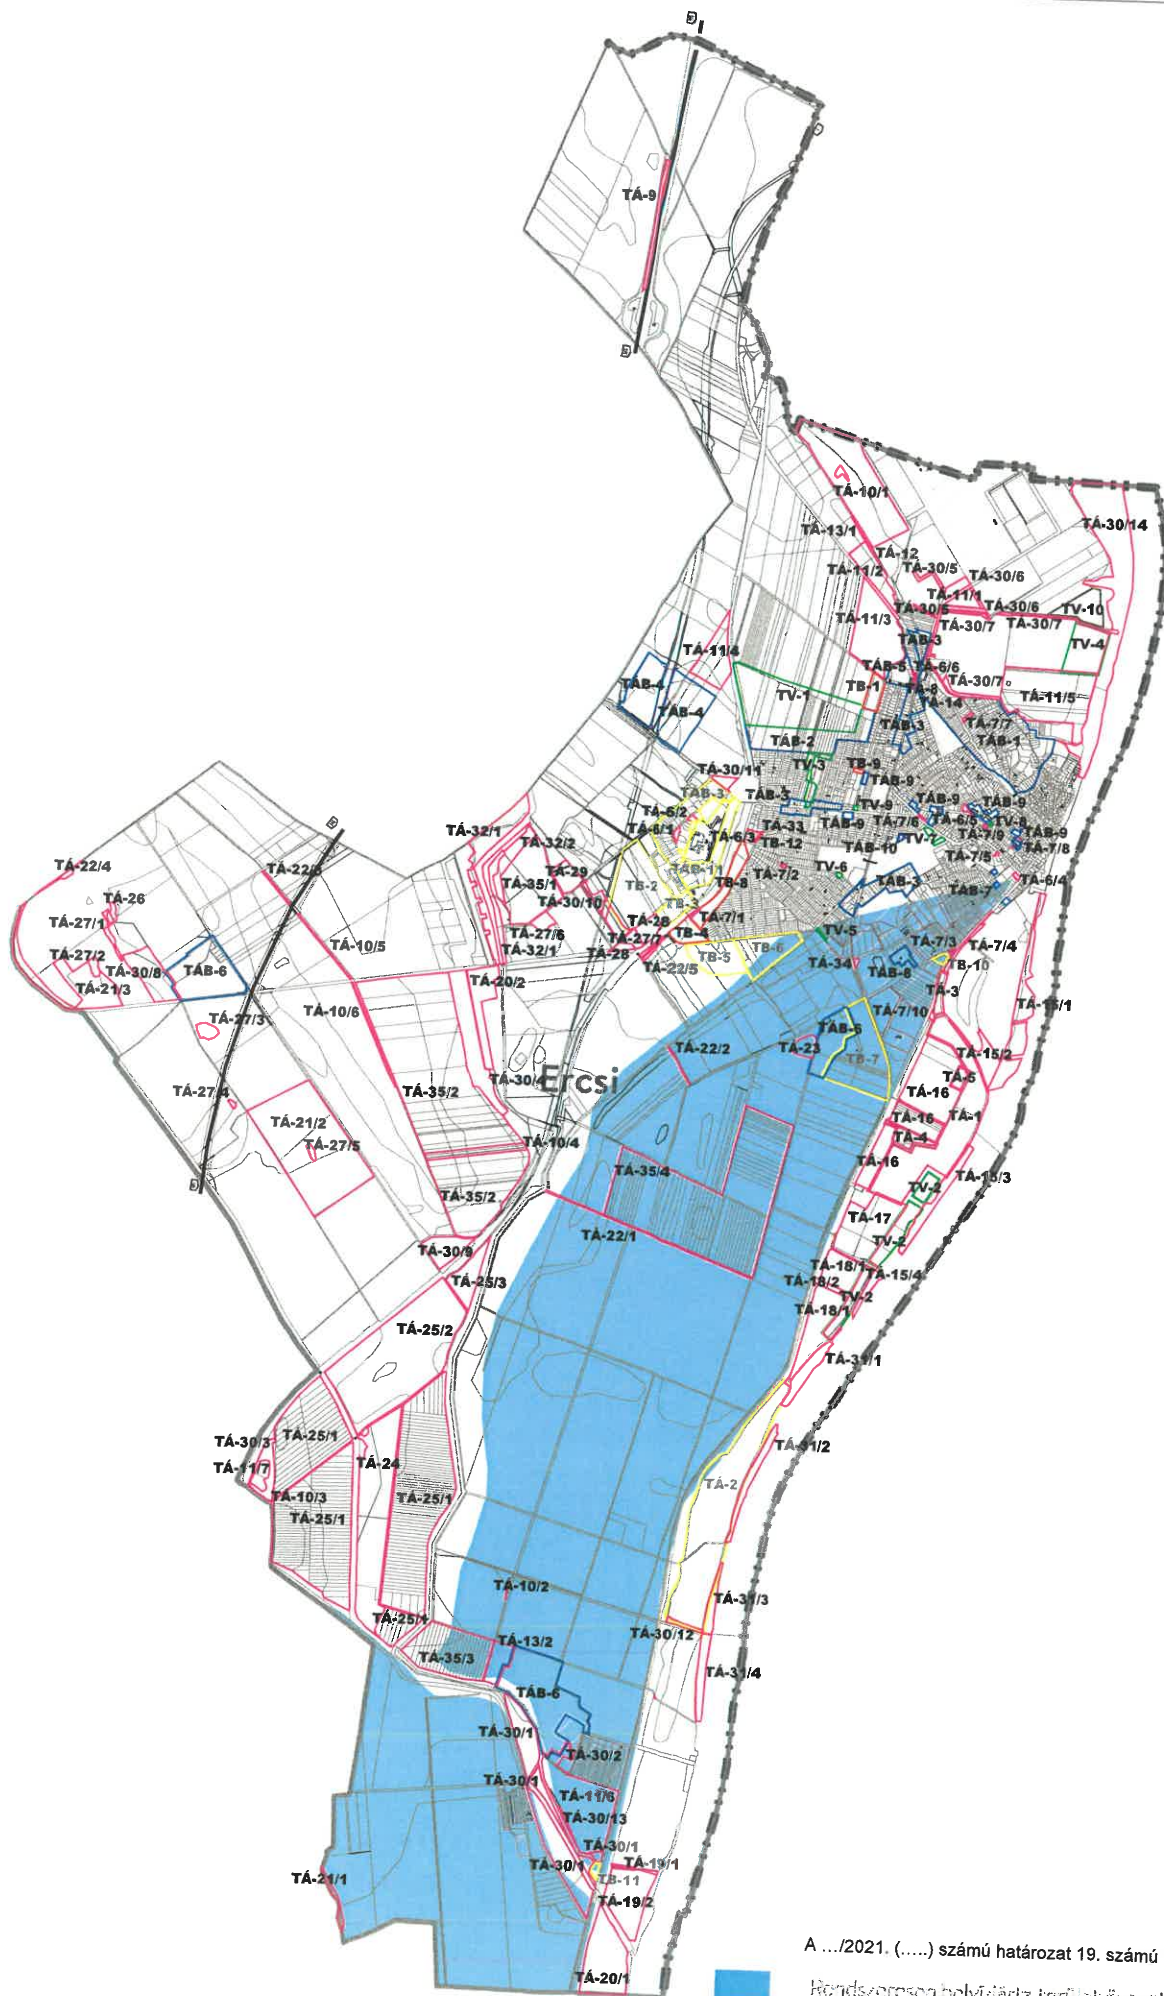 TÁ-9
TÁ-10/1
TÁ-30/14
TÁ-13/1
TÁ-12
TÁ-30/5
TÁ-11/2
TÁ-30/6
TÁ-11/1
TÁ-30/5
TÁ-30/6
TV-10
TÁ-11/3
TÁ-30/7
TÁ-30/7
TÁB-3
TV-4
TÁ-11/4
TÁB-5
TÁ-6/6
TÁB-4
TB-1
TÁ-8
TÁ-30/7
TV-1
TÁ-14
TÁ-11/5
TÁB-4
TÁB-3
TÁ-7/7
TÁB-2
TÁB-1
TV-3
TB-9
TÁ-30/11
TÁB-9
TÁB-3
TÁB-3
TÁ-5/2
TV-9
TÁB-9
TÁB-9
TÁB-9
TÁ-6/5
TV-8
TÁ-7/6
TÁ-32/1
TÁ-6/1
TÁ-6/3
TÁ-33
TÁ-7/9
TÁB-9
TÁ-32/2
TB-12
TÁB-10
TV-7
TÁ-7/8
TÁ-7/5
TÁ-22/4
TÁ-22/3
TÁ-29
TÁB-11
TÁ-7/2
TV-6
TÁ-35/1
TB-2
TB-8
TÁB-3
TÁB-7
TÁ-6/4
TÁ-26
TÁ-30/10
TB-3
TÁ-27/1
TÁ-28
TÁ-7/1
TÁ-27/6
TB-4
TV-5
TÁ-7/4
TÁ-10/5
TÁ-27/7
TÁ-7/3
TÁ-32/1
TÁ-28
TB-5
TB-6
TÁ-27/2
TÁ-30/8
TÁB-6
TÁ-22/5
TÁ-34
TÁB-8
TB-10
TÁ-20/2
TÁ-21/3
TÁ-3
TÁ-10/6
TÁ-7/10
TÁ-15/1
TÁ-27/3
TÁB-6
TÁ-23
TÁ-22/2
TÁ-15/2
TB-7
TÁ-5
TÁ-30/4
Ercsi
TÁ-27/4
TÁ-35/2
TÁ-16
TÁ-1
TÁ-21/2
TÁ-16
TÁ-27/5
TÁ-10/4
TÁ-4
TÁ-35/4
TÁ-16
TÁ-15/3
TÁ-35/2
TV-2
TÁ-17
TÁ-22/1
TV-2
TÁ-30/9
TÁ-18/1
TÁ-15/4
TÁ-25/3
TÁ-18/2
TV-2
TÁ-18/1
TÁ-25/2
TÁ-31/1
TÁ-30/3
TÁ-25/1
TÁ-31/2
TÁ-24
TÁ-11/7
TÁ-2
TÁ-10/3
TÁ-25/1
TÁ-25/1
TÁ-10/2
TÁ-31/3
TÁ-25/1
TÁ-30/12
TÁ-13/2
TÁ-35/3
TÁ-31/4
TÁB-6
TÁ-30/1
TÁ-30/2
TÁ-30/1
TÁ-11/6
TÁ-30/13
TÁ-30/1
TÁ-30/1
TÁ-19/1
TÁ-21/1
TB-11
TÁ-19/2
TÁ-20/1
A .../2021. (.....) számú határozat 19. számú